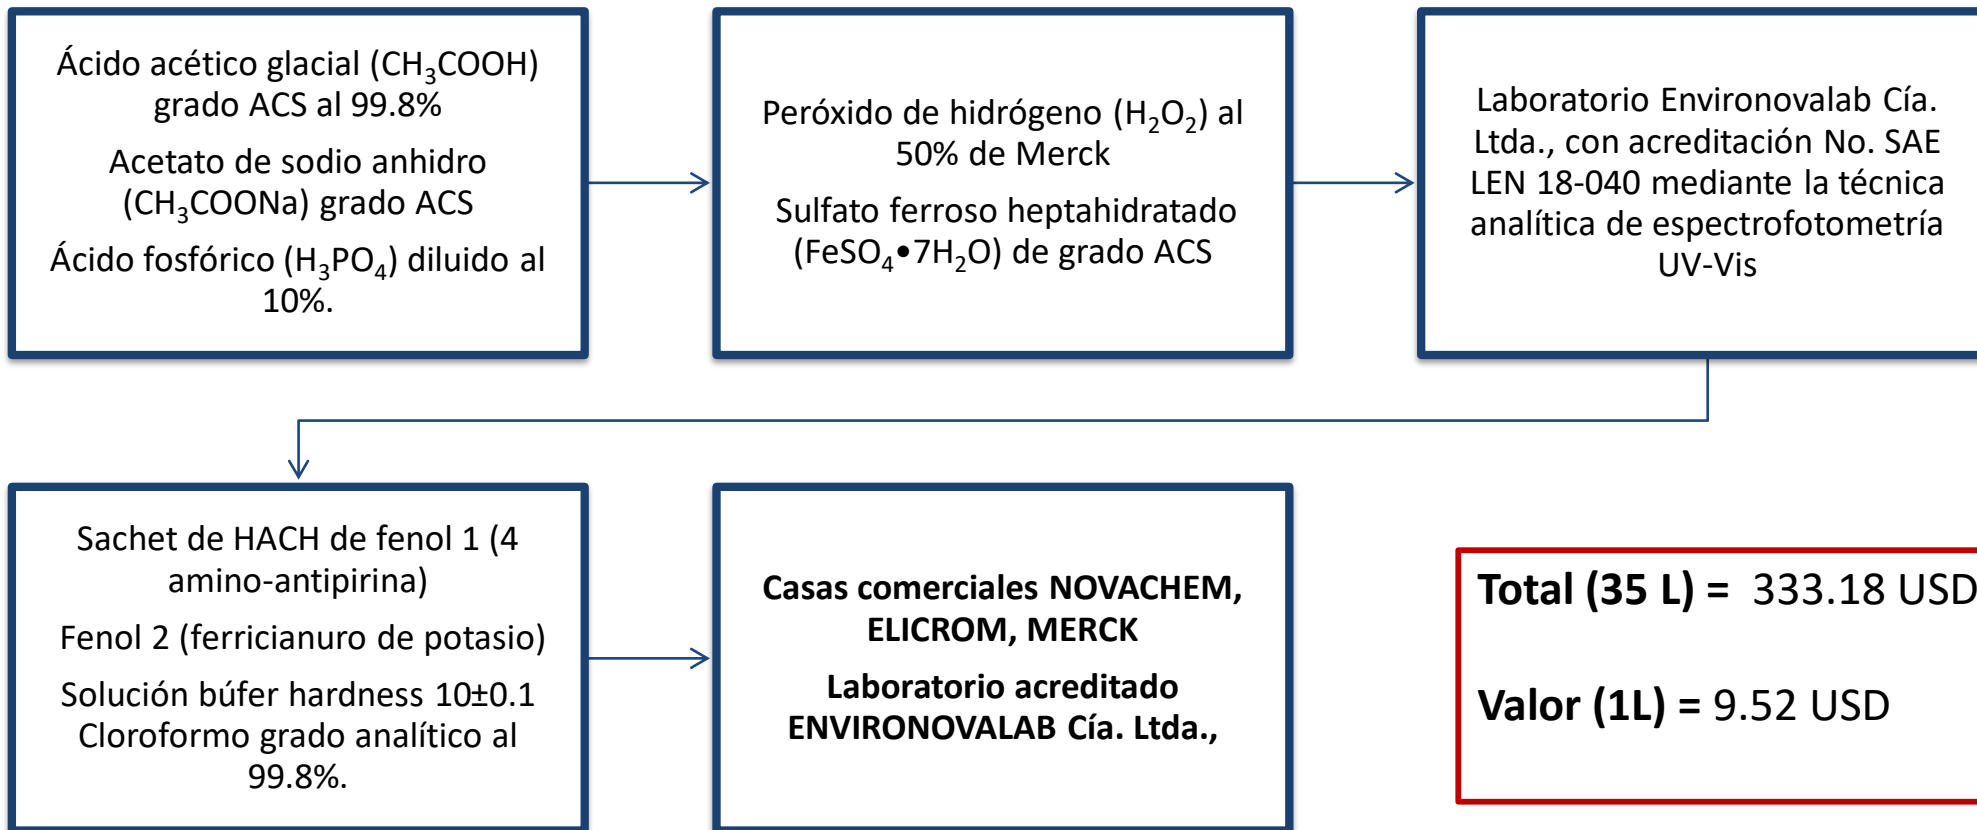 Ácido acético glacial (CH₃COOH)
grado ACS al 99.8%
Acetato de sodio anhidro
(CH₃COONa) grado ACS
Ácido fosfórico (H₃PO₄) diluido al
10%.
Peróxido de hidrógeno (H₂O₂) al
50% de Merck
Sulfato ferroso heptahidratado
(FeSO₄•7H₂O) de grado ACS
Laboratorio Environovalab Cía.
Ltda., con acreditación No. SAE
LEN 18-040 mediante la técnica
analítica de espectrofotometría
UV-Vis
Sachet de HACH de fenol 1 (4
amino-antipirina)
Fenol 2 (ferricianuro de potasio)
Solución búfer hardness 10±0.1
Cloroformo grado analítico al
99.8%.
Casas comerciales NOVACHEM,
ELICROM, MERCK
Laboratorio acreditado
ENVIRONOVALAB Cía. Ltda.,
Total (35 L) = 333.18 USD
Valor (1L) = 9.52 USD